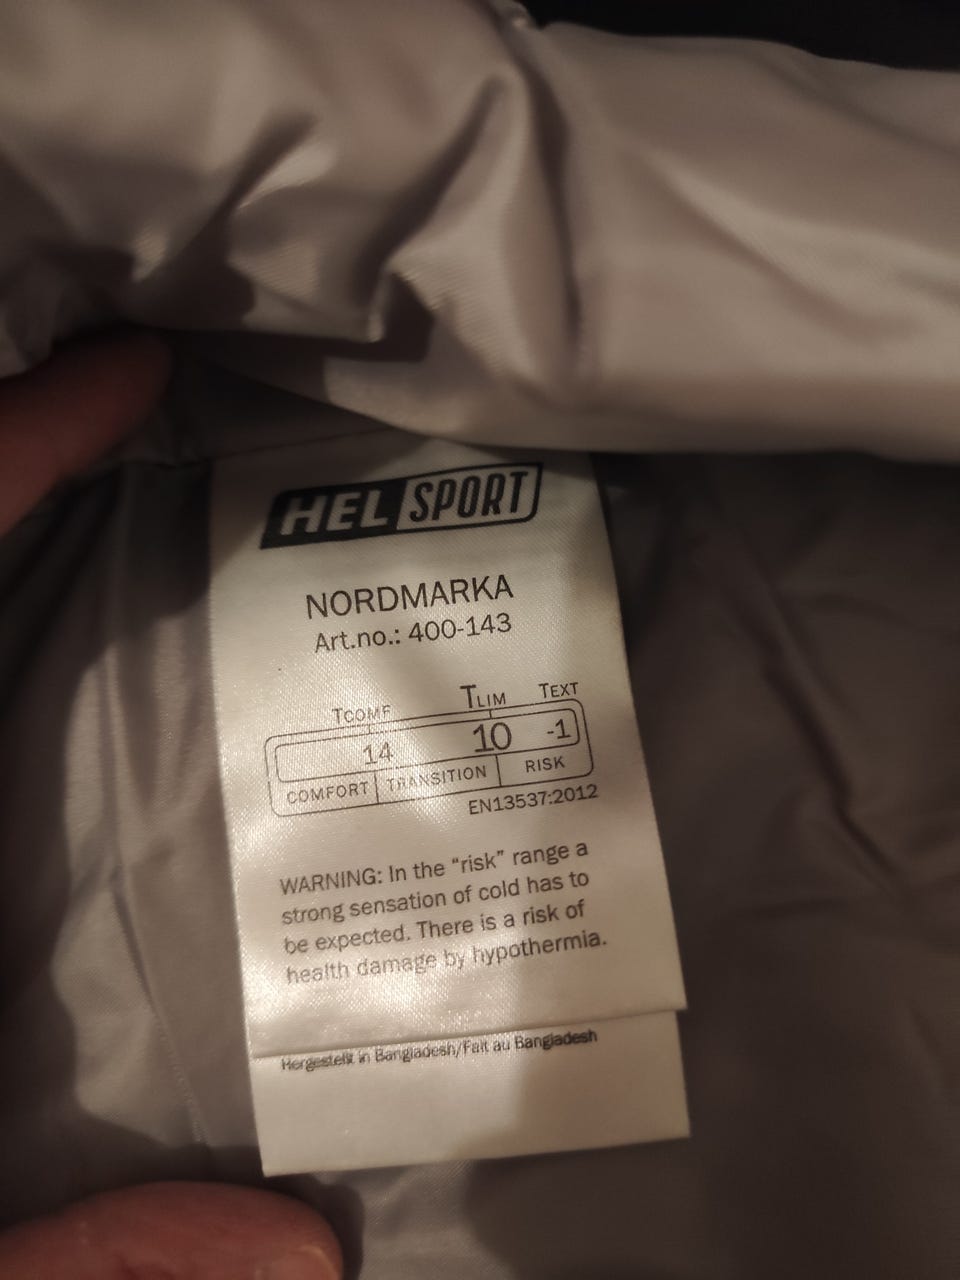 HELSPORT
NORDMARKA
Art.no.: 400-143
TCOMF TLIM TEXT
14 10 -1
COMFORT TRANSITION RISK
EN13537:2012
WARNING: In the "risk" range a
strong sensation of cold has to
be expected. There is a risk of
health damage by hypothermia.
Hergestellt in Bangladesh/Fait au Bangladesh